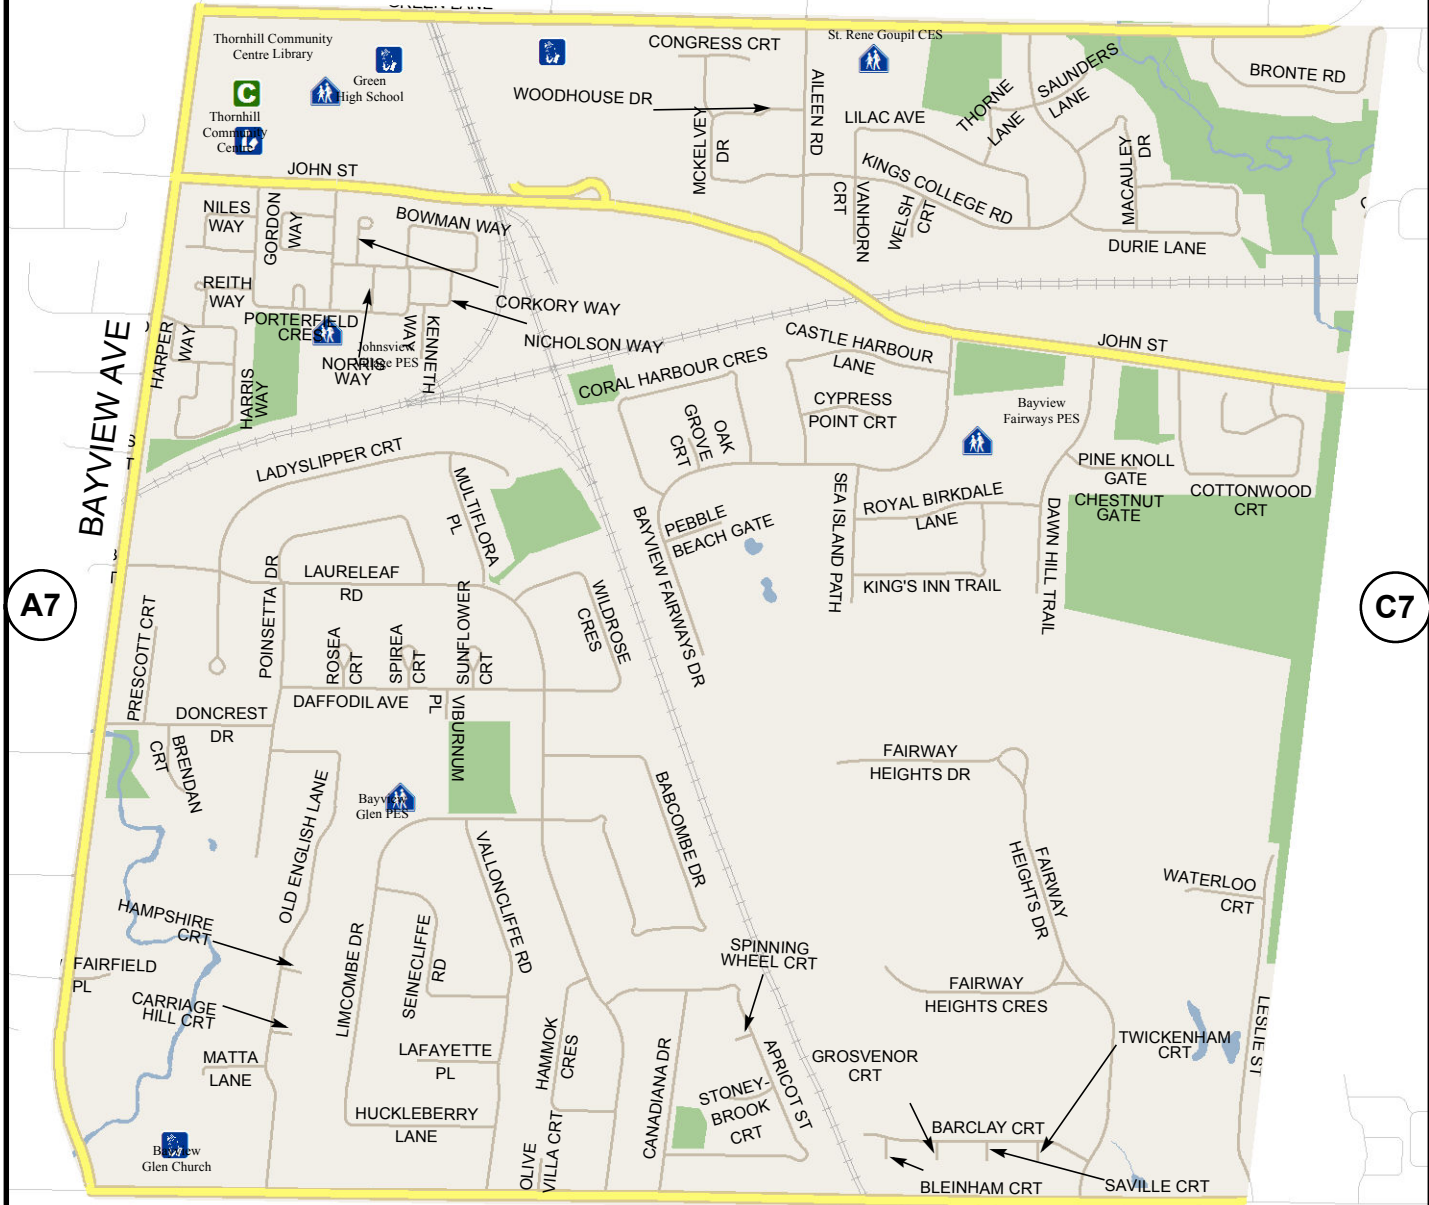 GREEN LANE
Thornhill Community
Centre Library
Green
High School
Thornhill
Community
Centre
St. Rene Goupil CES
CONGRESS CRT
WOODHOUSE DR
MCKELVEY
DR
AILEEN RD
LILAC AVE
THORNE
LANE
SAUNDERS
LANE
BRONTE RD
MACAULEY
DR
KINGS COLLEGE RD
VANHORN
CRT
WELSH
CRT
DURIE LANE
JOHN ST
NILES
WAY
GORDON
WAY
BOWMAN WAY
REITH
WAY
CORKORY WAY
NICHOLSON WAY
PORTERFIELD
CRES
KENNETH
WAY
NORRIS
WAY
Johnsview
Village PES
HARPER
WAY
HARRIS
WAY
BAYVIEW AVE
JOHN ST
CASTLE HARBOUR
LANE
CORAL HARBOUR CRES
CYPRESS
POINT CRT
OAK
GROVE
CRT
Bayview
Fairways PES
PINE KNOLL
GATE
CHESTNUT
GATE
COTTONWOOD
CRT
LADYSLIPPER CRT
MULTIFLORA
PL
BAYVIEW FAIRWAYS DR
PEBBLE
BEACH GATE
SEA ISLAND PATH
ROYAL BIRKDALE
LANE
KING'S INN TRAIL
DAWN HILL TRAIL
A7
C7
LAURELEAF
RD
POINSETTA DR
PRESCOTT CRT
ROSEA
CRT
SPIREA
CRT
SUNFLOWER
CRT
WILDROSE
CRES
DAFFODIL AVE
VIBURNUM
PL
DONCREST
DR
BRENDAN
CRT
Bayview
Glen PES
OLD ENGLISH LANE
BABCOMBE DR
FAIRWAY
HEIGHTS DR
FAIRWAY
HEIGHTS DR
WATERLOO
CRT
VALLONCLIFFE RD
HAMPSHIRE
CRT
LIMCOMBE DR
SEINECLIFFE
RD
SPINNING
WHEEL CRT
FAIRFIELD
PL
CARRIAGE
HILL CRT
FAIRWAY
HEIGHTS CRES
LESLIE ST
MATTA
LANE
LAFAYETTE
PL
HAMMOK
CRES
CANADIANA DR
APRICOT ST
GROSVENOR
CRT
TWICKENHAM
CRT
STONEY-
BROOK
CRT
HUCKLEBERRY
LANE
OLIVE
VILLA CRT
BARCLAY CRT
Bayview
Glen Church
BLEINHAM CRT
SAVILLE CRT